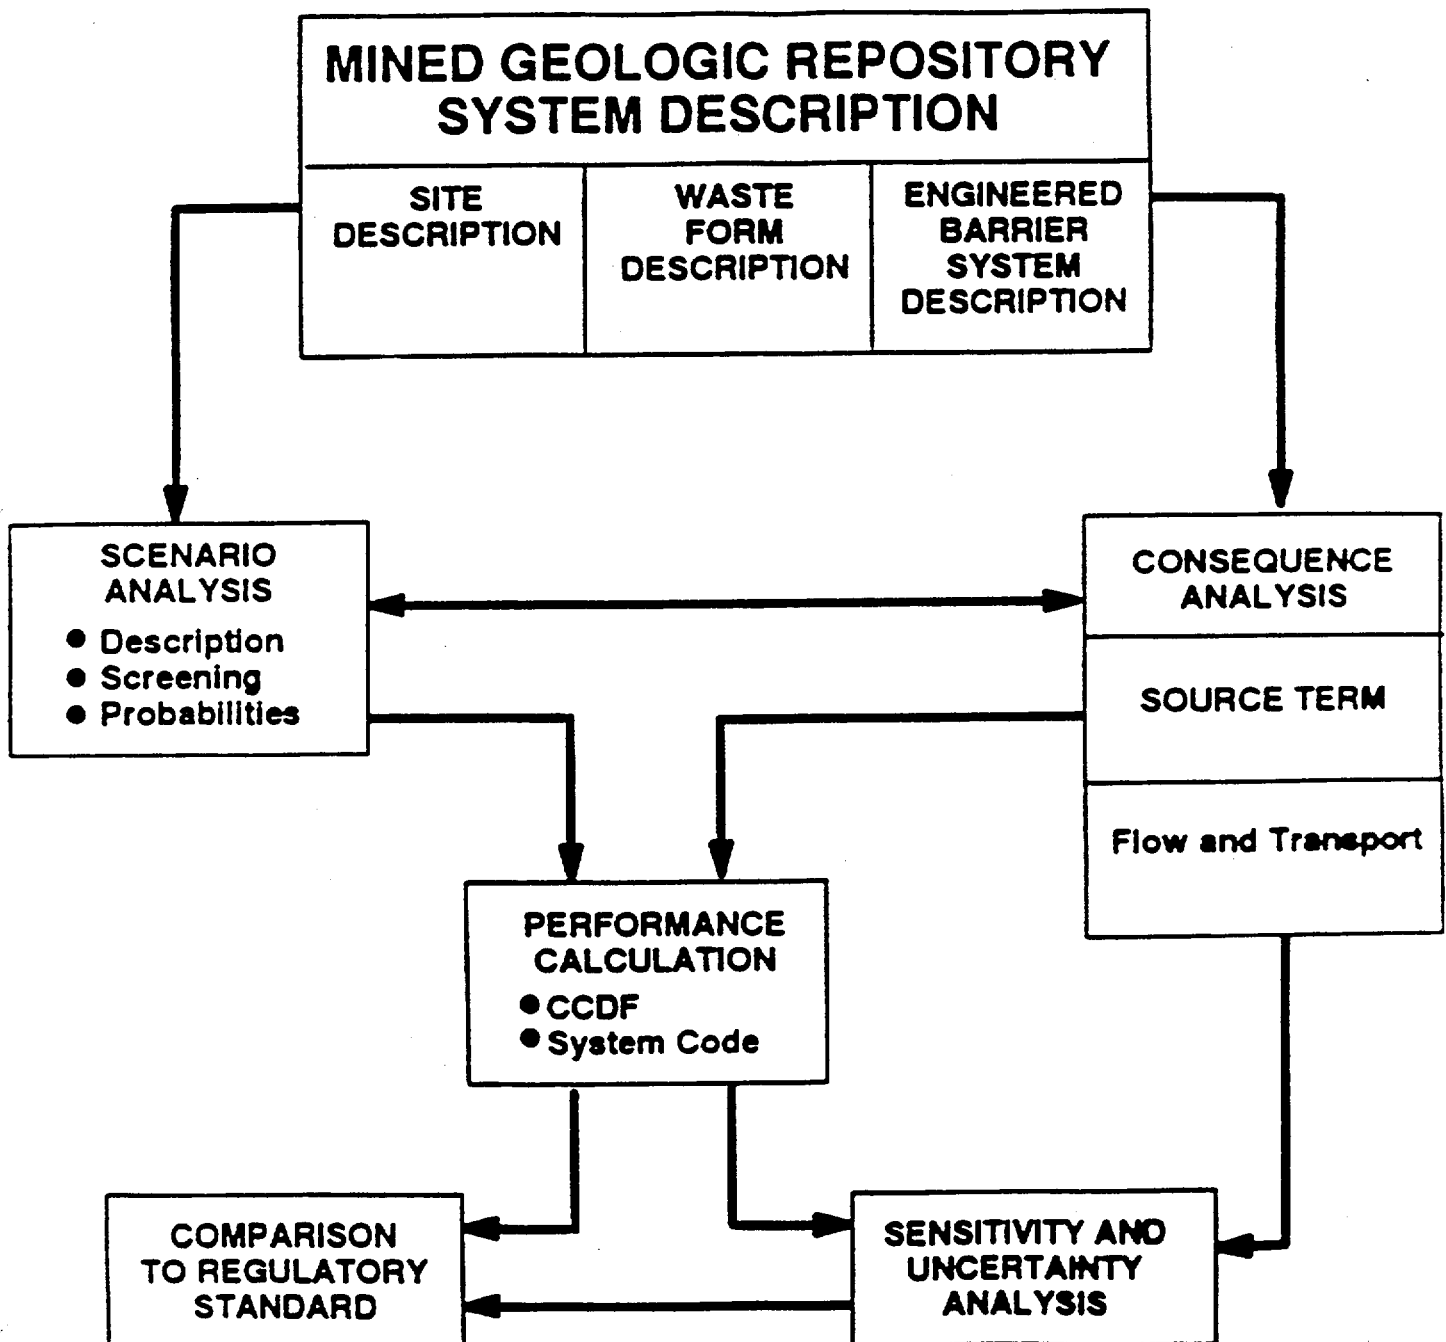 MINED GEOLOGIC REPOSITORY
SYSTEM DESCRIPTION
SITE
DESCRIPTION
WASTE
FORM
DESCRIPTION
ENGINEERED
BARRIER
SYSTEM
DESCRIPTION
SCENARIO
ANALYSIS
● Description
● Screening
● Probabilities
CONSEQUENCE
ANALYSIS
SOURCE TERM
Flow and Transport
PERFORMANCE
CALCULATION
● CCDF
● System Code
COMPARISON
TO REGULATORY
STANDARD
SENSITIVITY AND
UNCERTAINTY
ANALYSIS